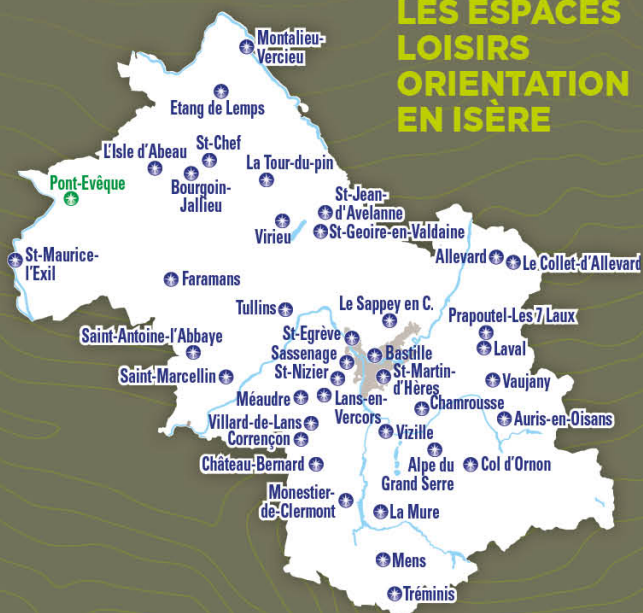 LES ESPACES
LOISIRS
ORIENTATION
EN ISÈRE
Montalieu-
Vercieu
Etang de Lemps
St-Chef
L'Isle d'Abeau
La Tour-du-pin
Bourgoin-
Jallieu
Pont-Evêque
St-Jean-
d'Avelanne
Virieu
St-Geoire-en-Valdaine
St-Maurice-
l'Exil
Allevard
Le Collet-d'Allevard
Faramans
Tullins
Le Sappey en C.
Prapoutel-Les 7 Laux
St-Egrève
Saint-Antoine-l'Abbaye
Laval
Sassenage
Bastille
St-Nizier
St-Martin-
d'Hères
Saint-Marcellin
Vaujany
Méaudre
Lans-en-
Vercors
Chamrousse
Auris-en-Oisans
Villard-de-Lans
Vizille
Corrençon
Château-Bernard
Alpe du
Grand Serre
Col d'Ornon
Monestier-
de-Clermont
La Mure
Mens
Tréminis